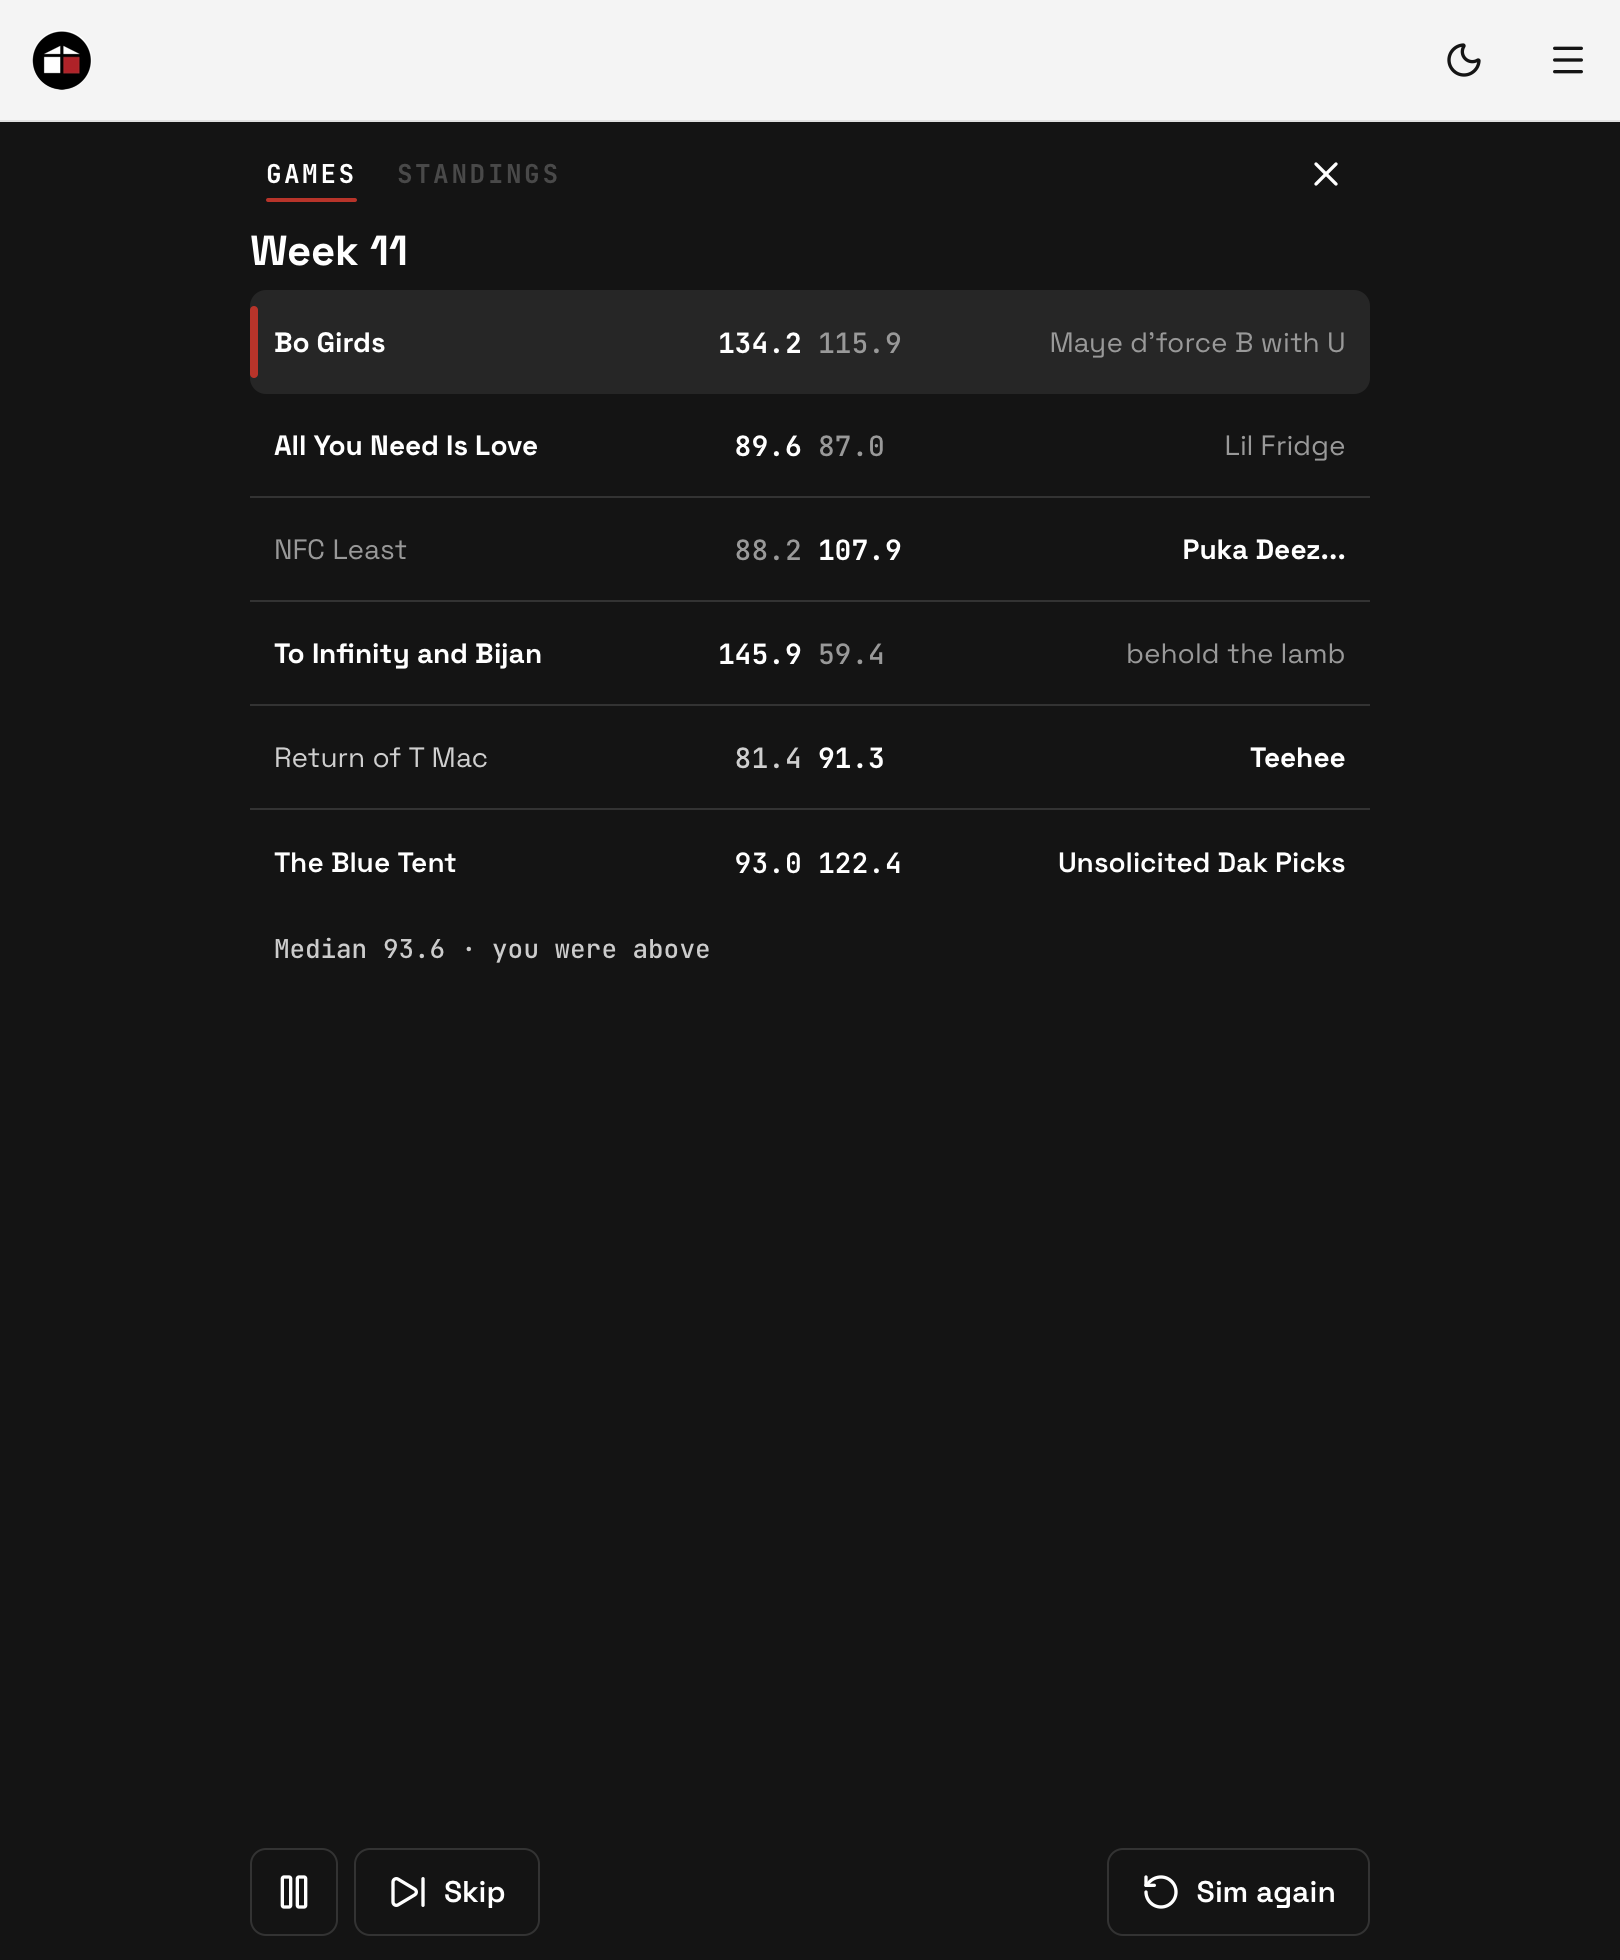 GAMES STANDINGS
Week 11
Bo Girds 134.2 115.9 Maye d'force B with U
All You Need Is Love 89.6 87.0 Lil Fridge
NFC Least 88.2 107.9 Puka Deez...
To Infinity and Bijan 145.9 59.4 behold the lamb
Return of T Mac 81.4 91.3 Teehee
The Blue Tent 93.0 122.4 Unsolicited Dak Picks
Median 93.6 · you were above
Skip Sim again